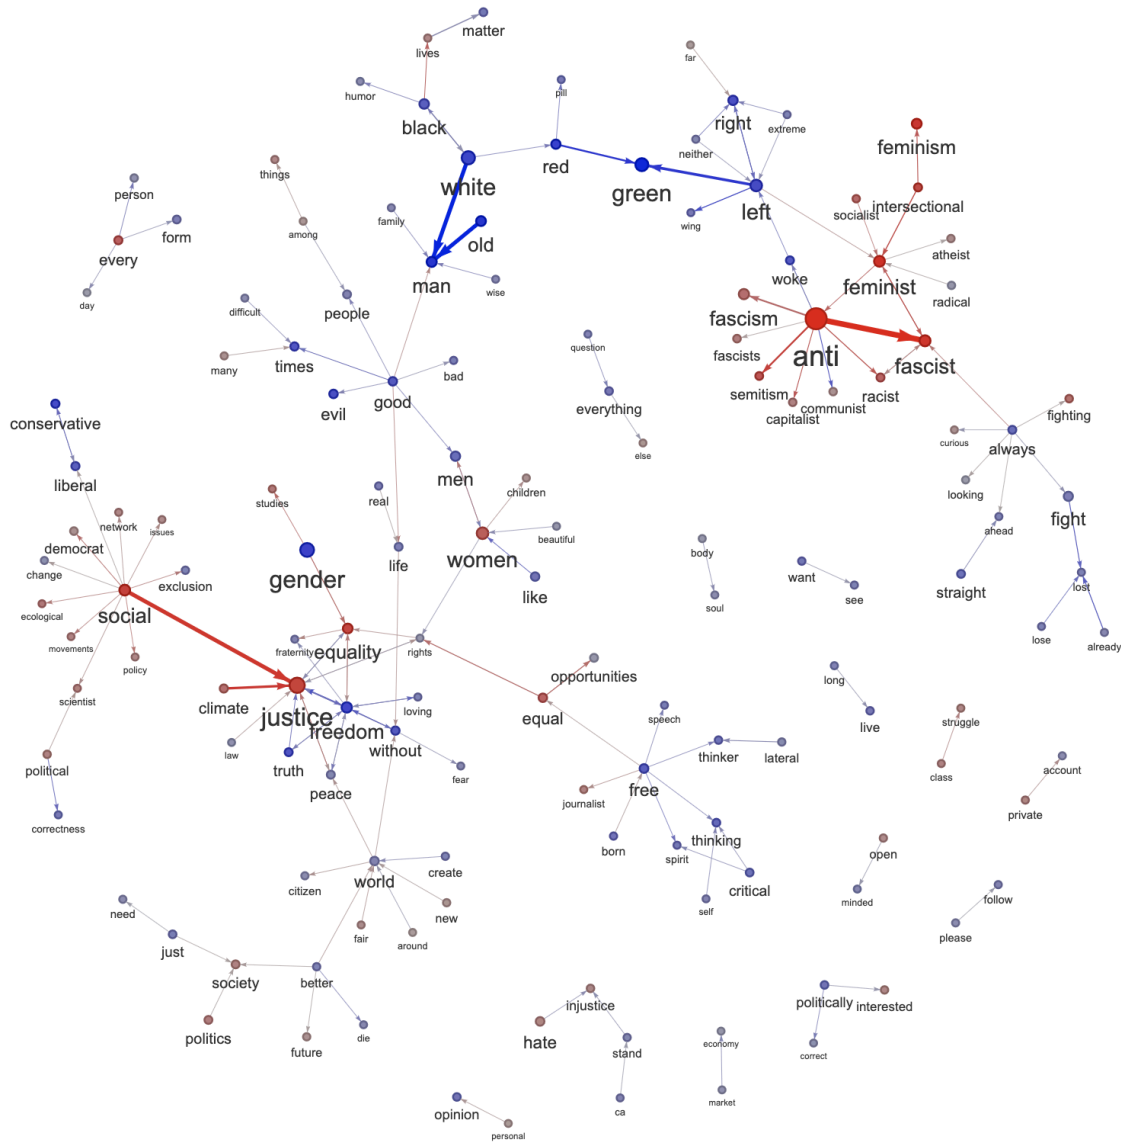 matter
lives
far
humor
pill
black
right
extreme
feminism
neither
red
things
white
green
person
family
left
socialist
intersectional
form
wing
among
old
atheist
every
woke
feminist
man
wise
radical
day
people
difficult
fascism
question
anti
fascists
many
times
bad
fascist
semitism
racist
communist
capitalist
evil
good
everything
fighting
conservative
curious
always
else
men
liberal
looking
children
real
studies
network
issues
fight
democrat
ahead
women
beautiful
body
change
life
gender
exclusion
lost
want
see
straight
like
soul
ecological
social
movements
fraternity
equality
rights
lose
already
policy
opportunities
long
scientist
climate
justice
loving
equal
speech
freedom
live
struggle
law
without
truth
thinker
lateral
political
fear
peace
account
class
journalist
free
private
correctness
thinking
born
spirit
open
create
world
citizen
critical
minded
follow
need
new
self
fair
around
please
just
society
better
injustice
politically
interested
politics
die
hate
future
stand
economy
correct
market
opinion
ca
personal